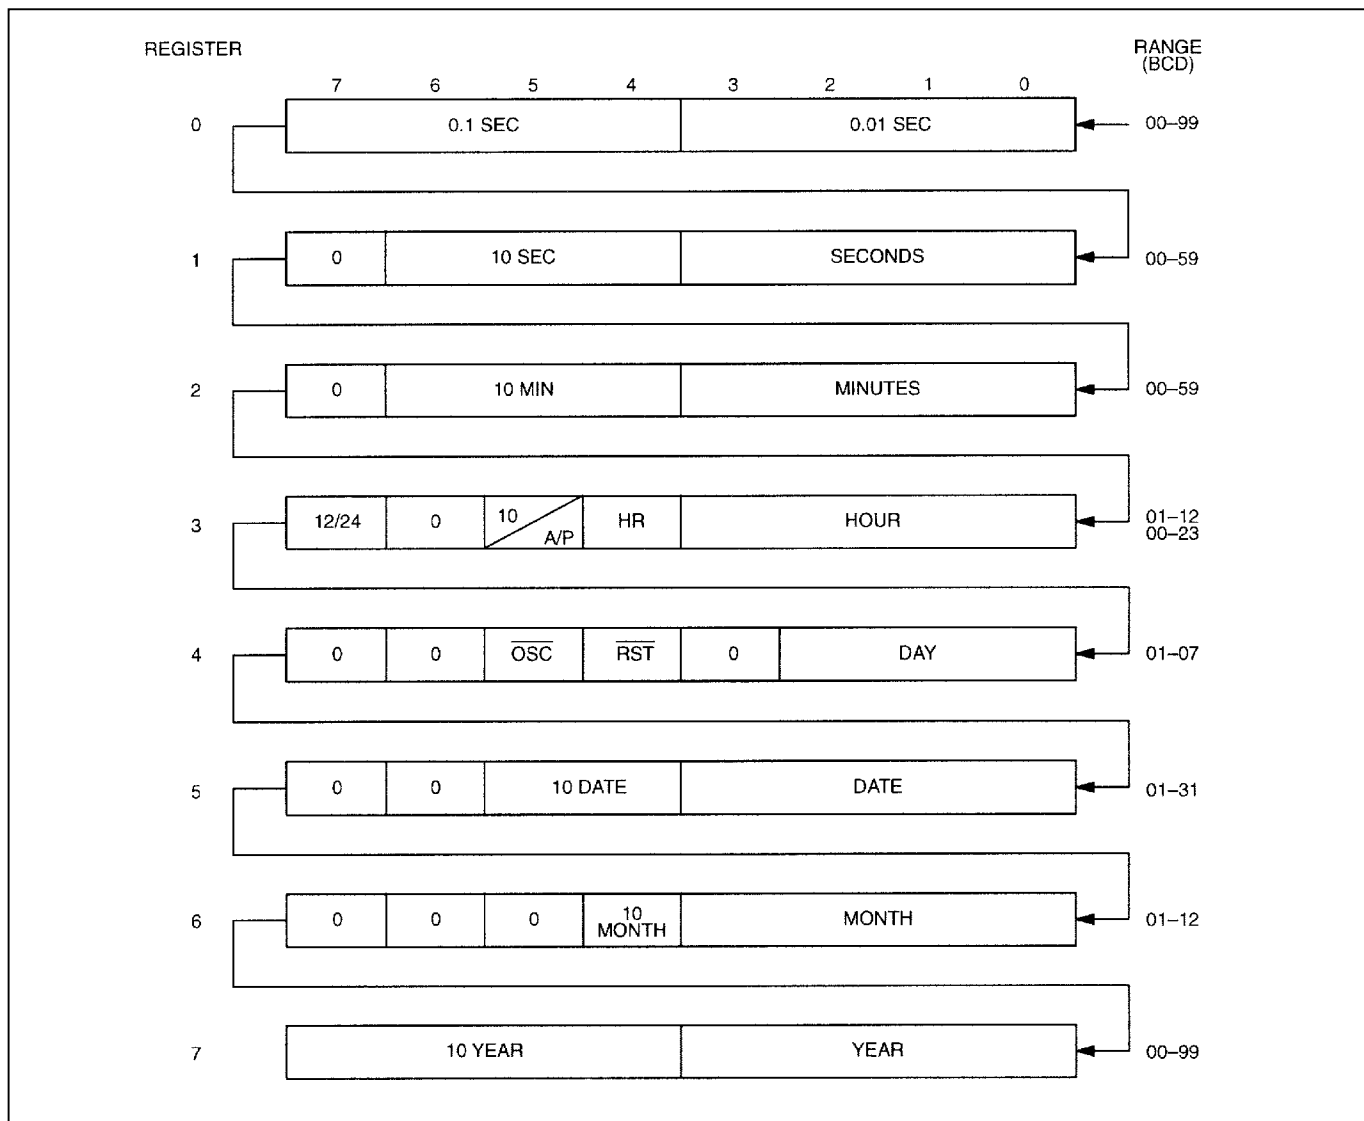 REGISTER
RANGE
(BCD)
7 6 5 4 3 2 1 0
0 0.1 SEC 0.01 SEC 00–99
1 0 10 SEC SECONDS 00–59
2 0 10 MIN MINUTES 00–59
3 12/24 0 10 A/P HR HOUR 01–12
00–23
4 0 0 O̅S̅C̅ R̅S̅T̅ 0 DAY 01–07
5 0 0 10 DATE DATE 01–31
6 0 0 0 10 MONTH MONTH 01–12
7 10 YEAR YEAR 00–99